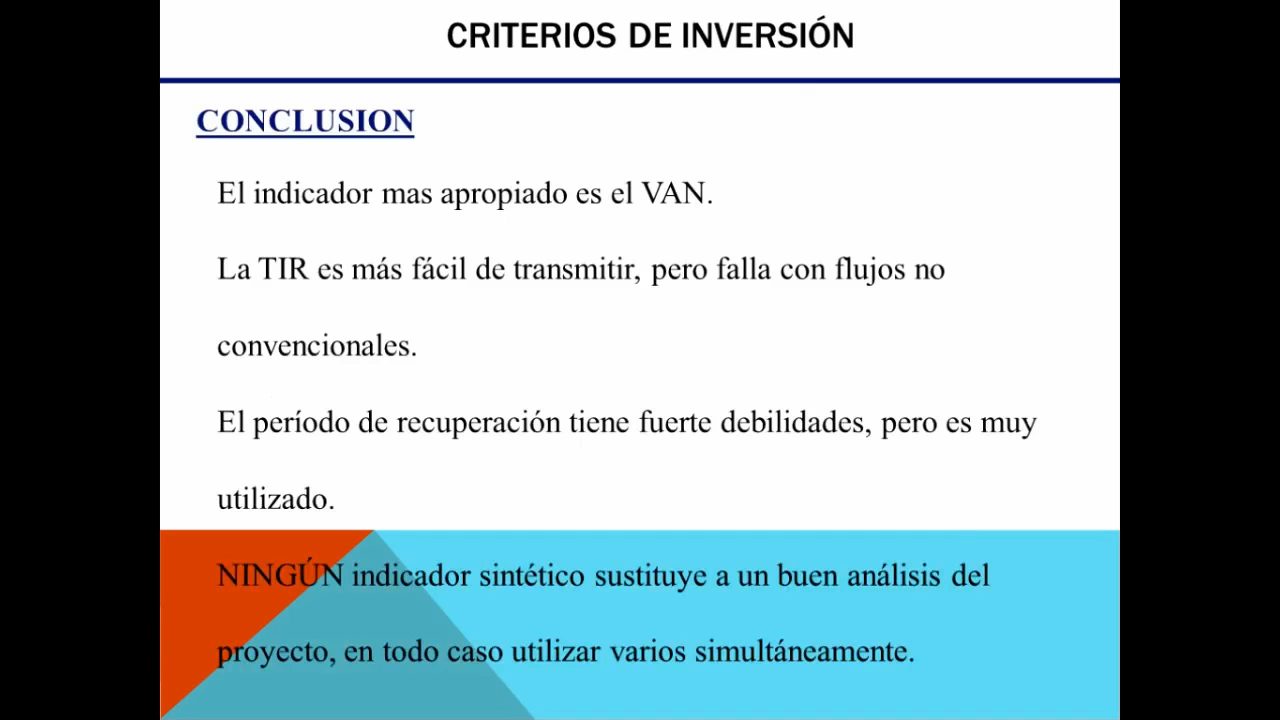 CRITERIOS DE INVERSIÓN
CONCLUSION
El indicador mas apropiado es el VAN.
La TIR es más fácil de transmitir, pero falla con flujos no
convencionales.
El período de recuperación tiene fuerte debilidades, pero es muy
utilizado.
NINGÚN indicador sintético sustituye a un buen análisis del
proyecto, en todo caso utilizar varios simultáneamente.